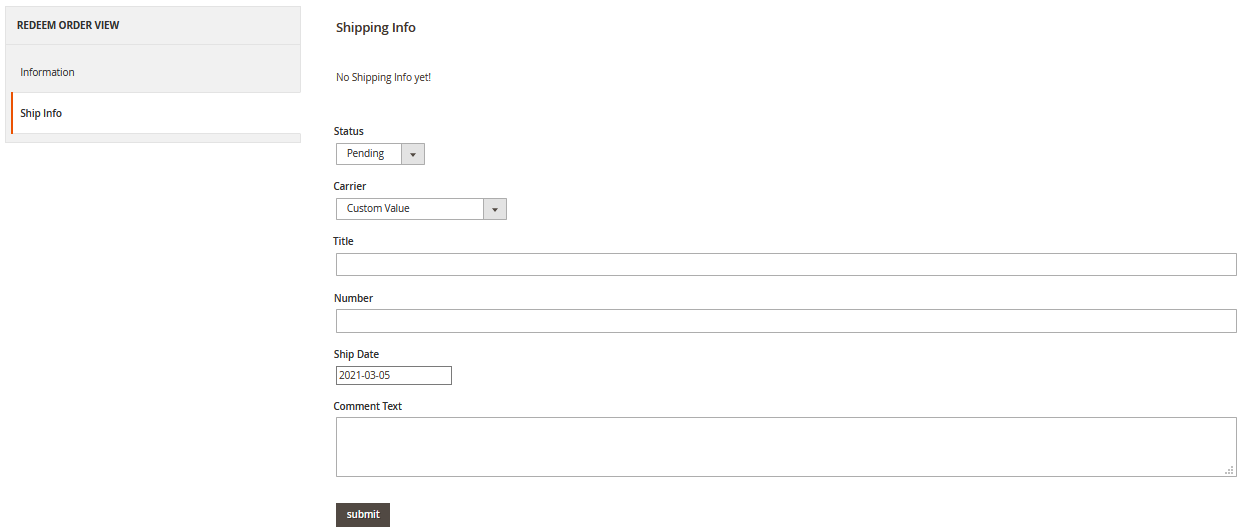 REDEEM ORDER VIEW
Information
Ship Info
Shipping Info
No Shipping Info yet!
Status
Pending
Carrier
Custom Value
Title
Number
Ship Date
2021-03-05
Comment Text
submit